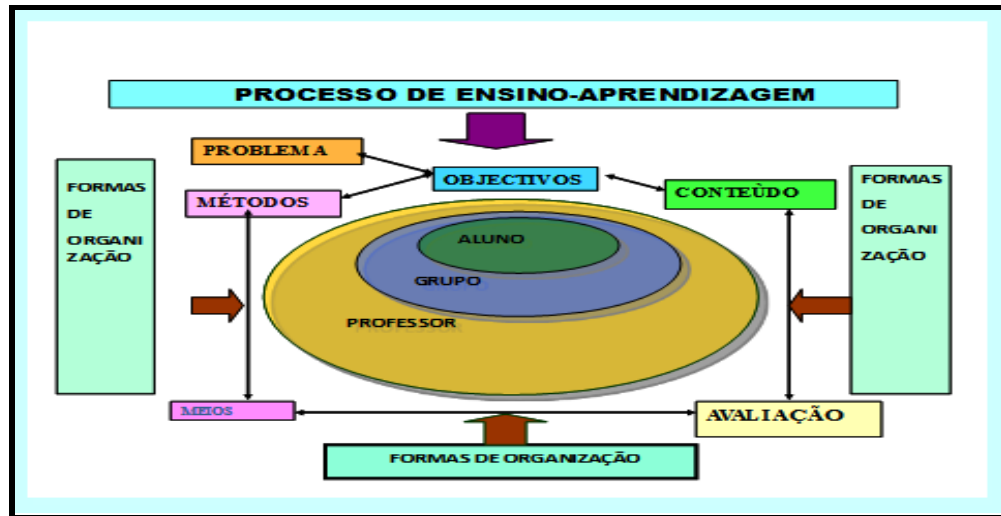 PROCESSO DE ENSINO-APRENDIZAGEM
PROBLEMA
OBJECTIVOS
MÉTODOS
CONTEÙDO
FORMAS
DE
ORGANI
ZAÇÃO
FORMAS
DE
ORGANI
ZAÇÃO
ALUNO
GRUPO
PROFESSOR
MEIOS
AVALIAÇÃO
FORMAS DE ORGANIZAÇÃO